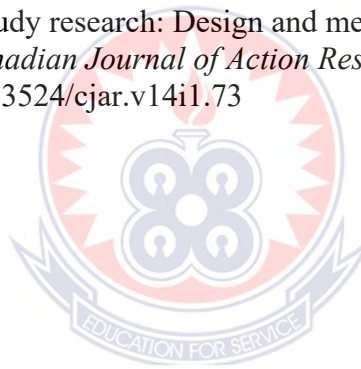 udy research: Design and me
nadian Journal of Action Res
3524/cjar.v14i1.73
EDUCATION FOR SERVICE